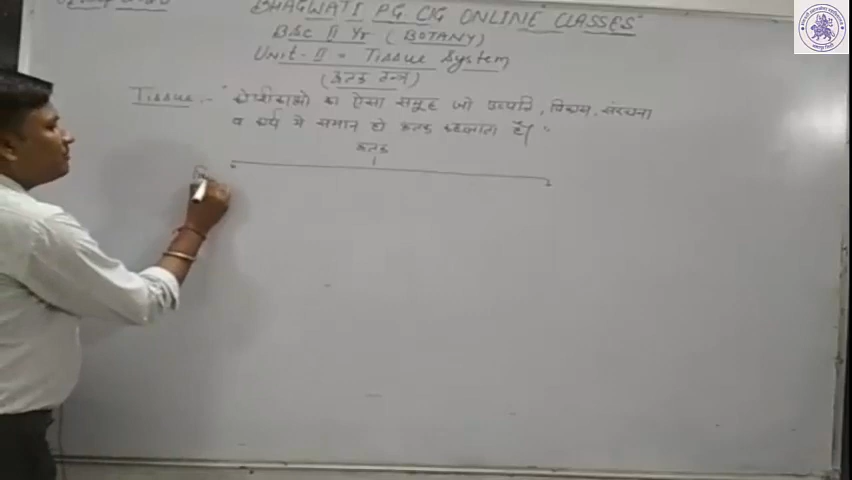 BHAGWATI PG ClG ONLINE CLASSES"
B.Sc II Yr (BOTANY)
Unit-II = Tissue System
(ऊतक तन्त्र)
Tissue :- "कोशिकाओ का ऐसा समूह जो उत्पत्ति, विकास, संरचना
व कार्य मे समान हो ऊतक कहलाता है।"
ऊतक